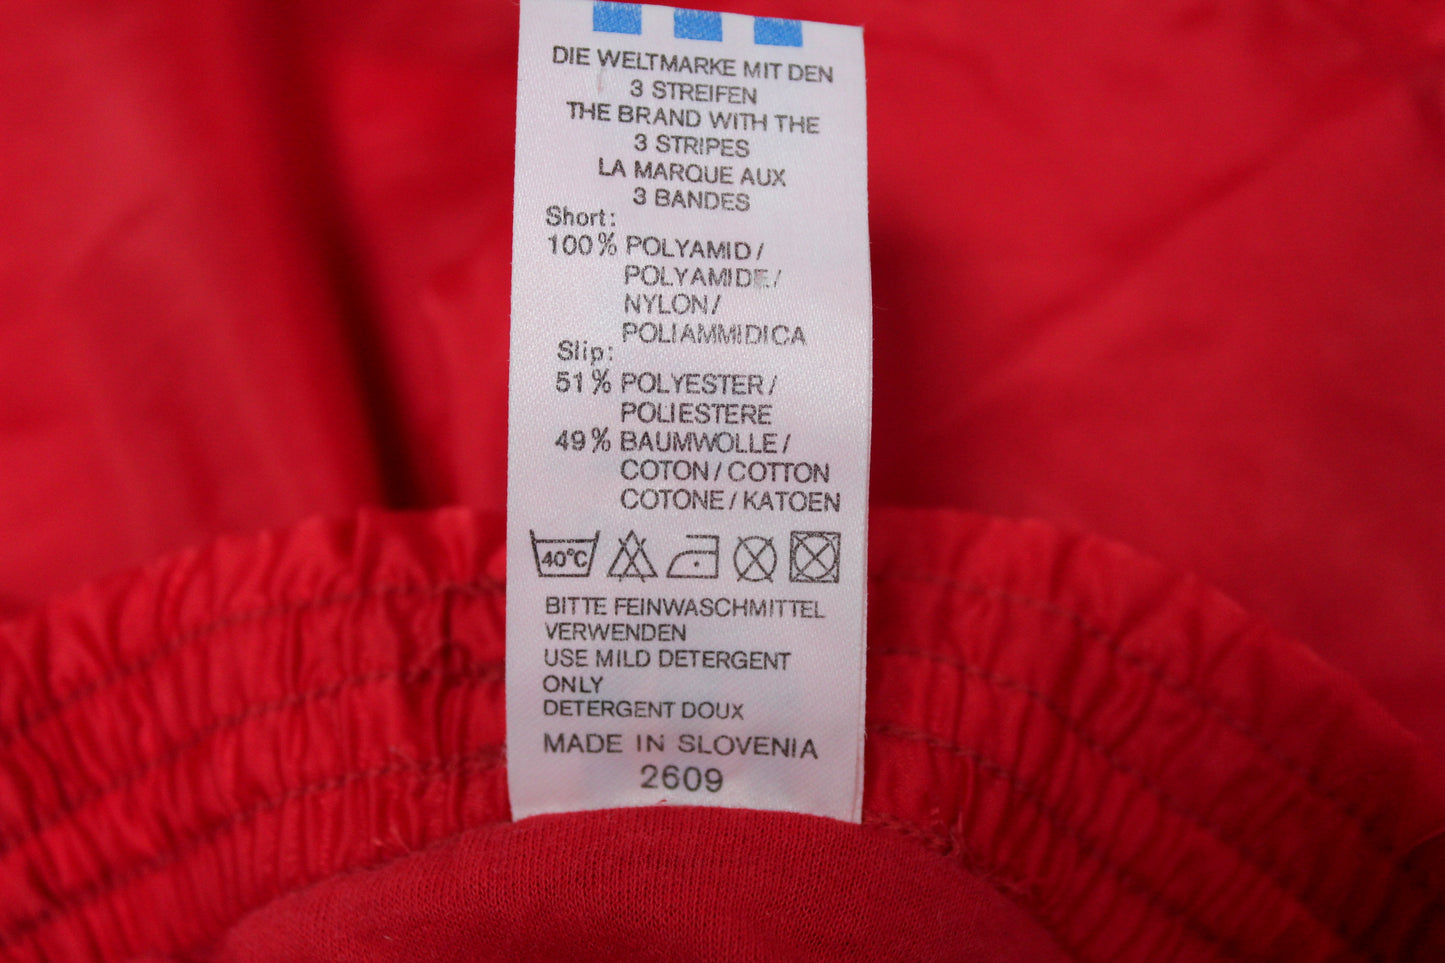 DIE WELTMARKE MIT DEN
3 STREIFEN
THE BRAND WITH THE
3 STRIPES
LA MARQUE AUX
3 BANDES
Short:
100% POLYAMID/
POLYAMIDE/
NYLON/
POLIAMMIDICA
Slip:
51% POLYESTER/
POLIESTERE
49% BAUMWOLLE/
COTON/COTTON
COTONE/KATOEN
40°C
BITTE FEINWASCHMITTEL
VERWENDEN
USE MILD DETERGENT
ONLY
DETERGENT DOUX
MADE IN SLOVENIA
2609